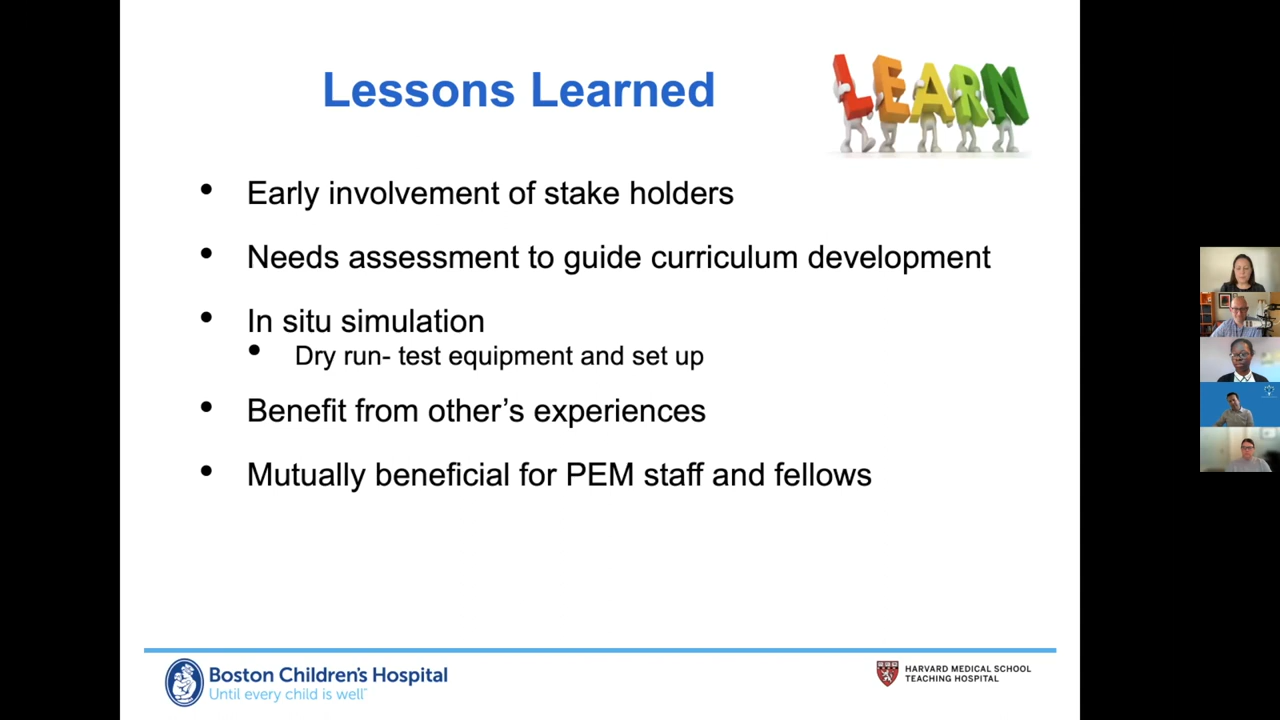 Lessons Learned
LEARN
• Early involvement of stake holders
• Needs assessment to guide curriculum development
• In situ simulation
• Dry run- test equipment and set up
• Benefit from other’s experiences
• Mutually beneficial for PEM staff and fellows
Boston Children’s Hospital
Until every child is well™
HARVARD MEDICAL SCHOOL
TEACHING HOSPITAL